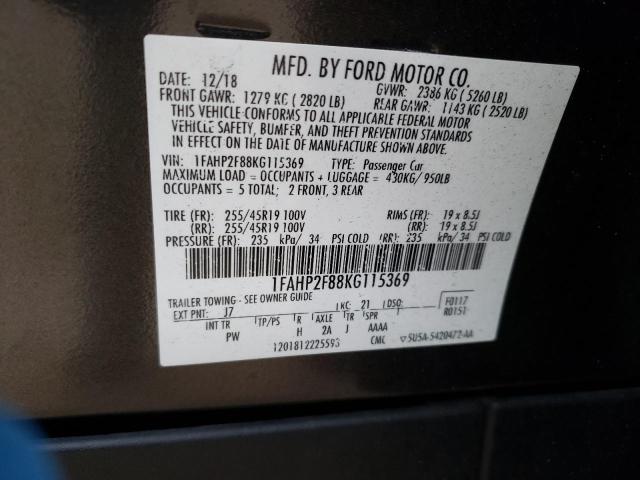 MFD. BY FORD MOTOR CO.
DATE: 12/18 GVWR: 2386 KG ( 5260 LB)
FRONT GAWR: 1279 KG ( 2820 LB) REAR GAWR: 1143 KG ( 2520 LB)
THIS VEHICLE CONFORMS TO ALL APPLICABLE FEDERAL MOTOR
VEHICLE SAFETY, BUMPER, AND THEFT PREVENTION STANDARDS
IN EFFECT ON THE DATE OF MANUFACTURE SHOWN ABOVE.
VIN: 1FAHP2F88KG115369 TYPE: Passenger Car
MAXIMUM LOAD = OCCUPANTS + LUGGAGE = 430KG/950LB
OCCUPANTS = 5 TOTAL; 2 FRONT, 3 REAR
TIRE (FR): 255/45R19 100V RIMS (FR): 19 x 8.5J
(RR): 255/45R19 100V (RR): 19 x 8.5J
PRESSURE (FR): 235 kPa/ 34 PSI COLD (RR): 235 kPa/ 34 PSI COLD
1FAHP2F88KG115369
TRAILER TOWING - SEE OWNER GUIDE
EXT PNT: J7 KC: 21 DSO: F0117
INT TR TP/PS R AXLE TR SPR R0151
PW H 2A J AAAA
1201812225593 CMC ▽5U5A-5420472-AA